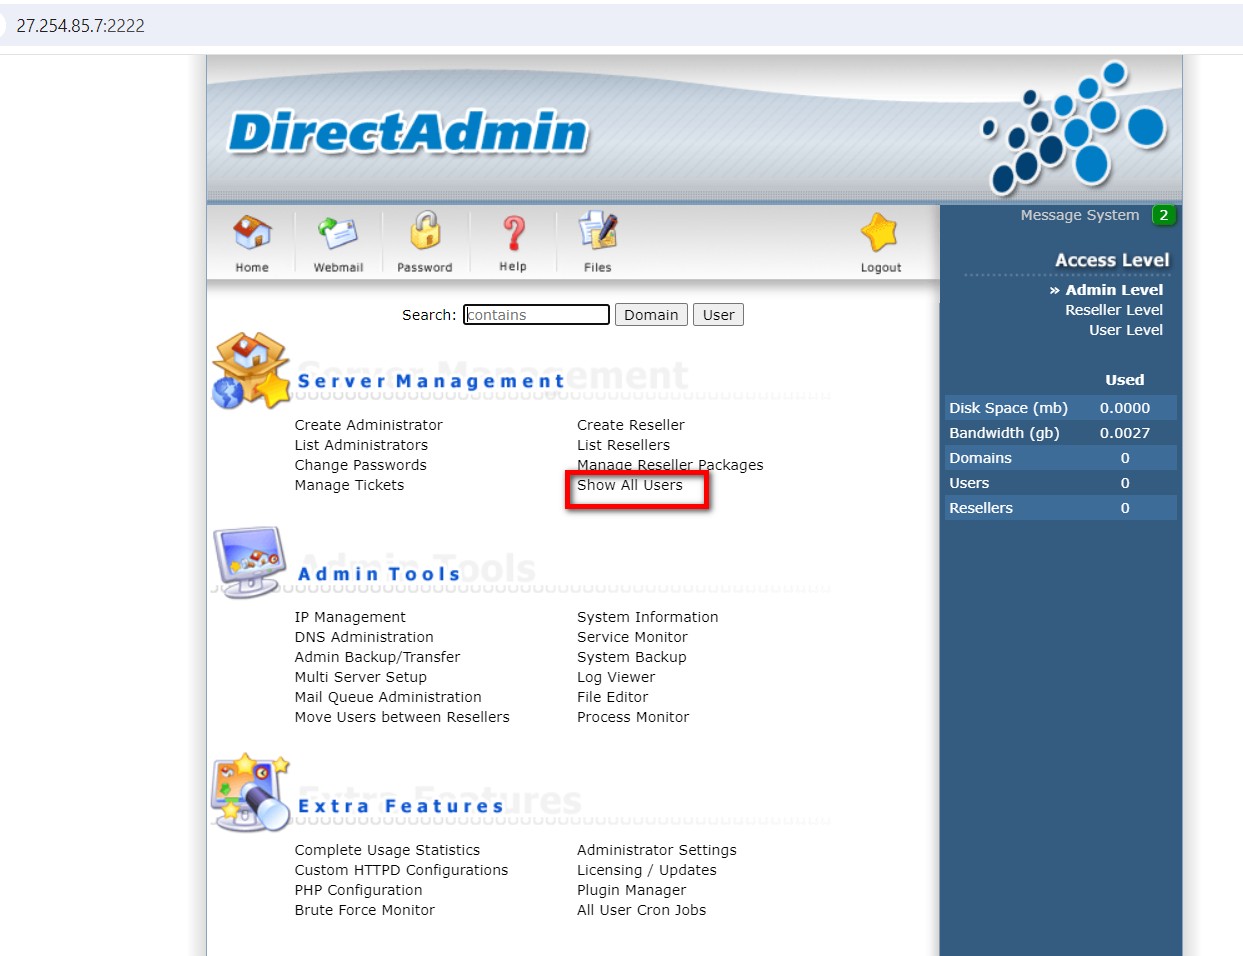 27.254.85.7:2222
DirectAdmin
Home
Webmail
Password
Help
Files
Logout
Message System 2
Access Level
» Admin Level
Reseller Level
User Level
Used
Disk Space (mb) 0.0000
Bandwidth (gb) 0.0027
Domains 0
Users 0
Resellers 0
Search: contains Domain User
Server Management
Create Administrator
List Administrators
Change Passwords
Manage Tickets
Create Reseller
List Resellers
Manage Reseller Packages
Show All Users
Admin Tools
IP Management
DNS Administration
Admin Backup/Transfer
Multi Server Setup
Mail Queue Administration
Move Users between Resellers
System Information
Service Monitor
System Backup
Log Viewer
File Editor
Process Monitor
Extra Features
Complete Usage Statistics
Custom HTTPD Configurations
PHP Configuration
Brute Force Monitor
Administrator Settings
Licensing / Updates
Plugin Manager
All User Cron Jobs